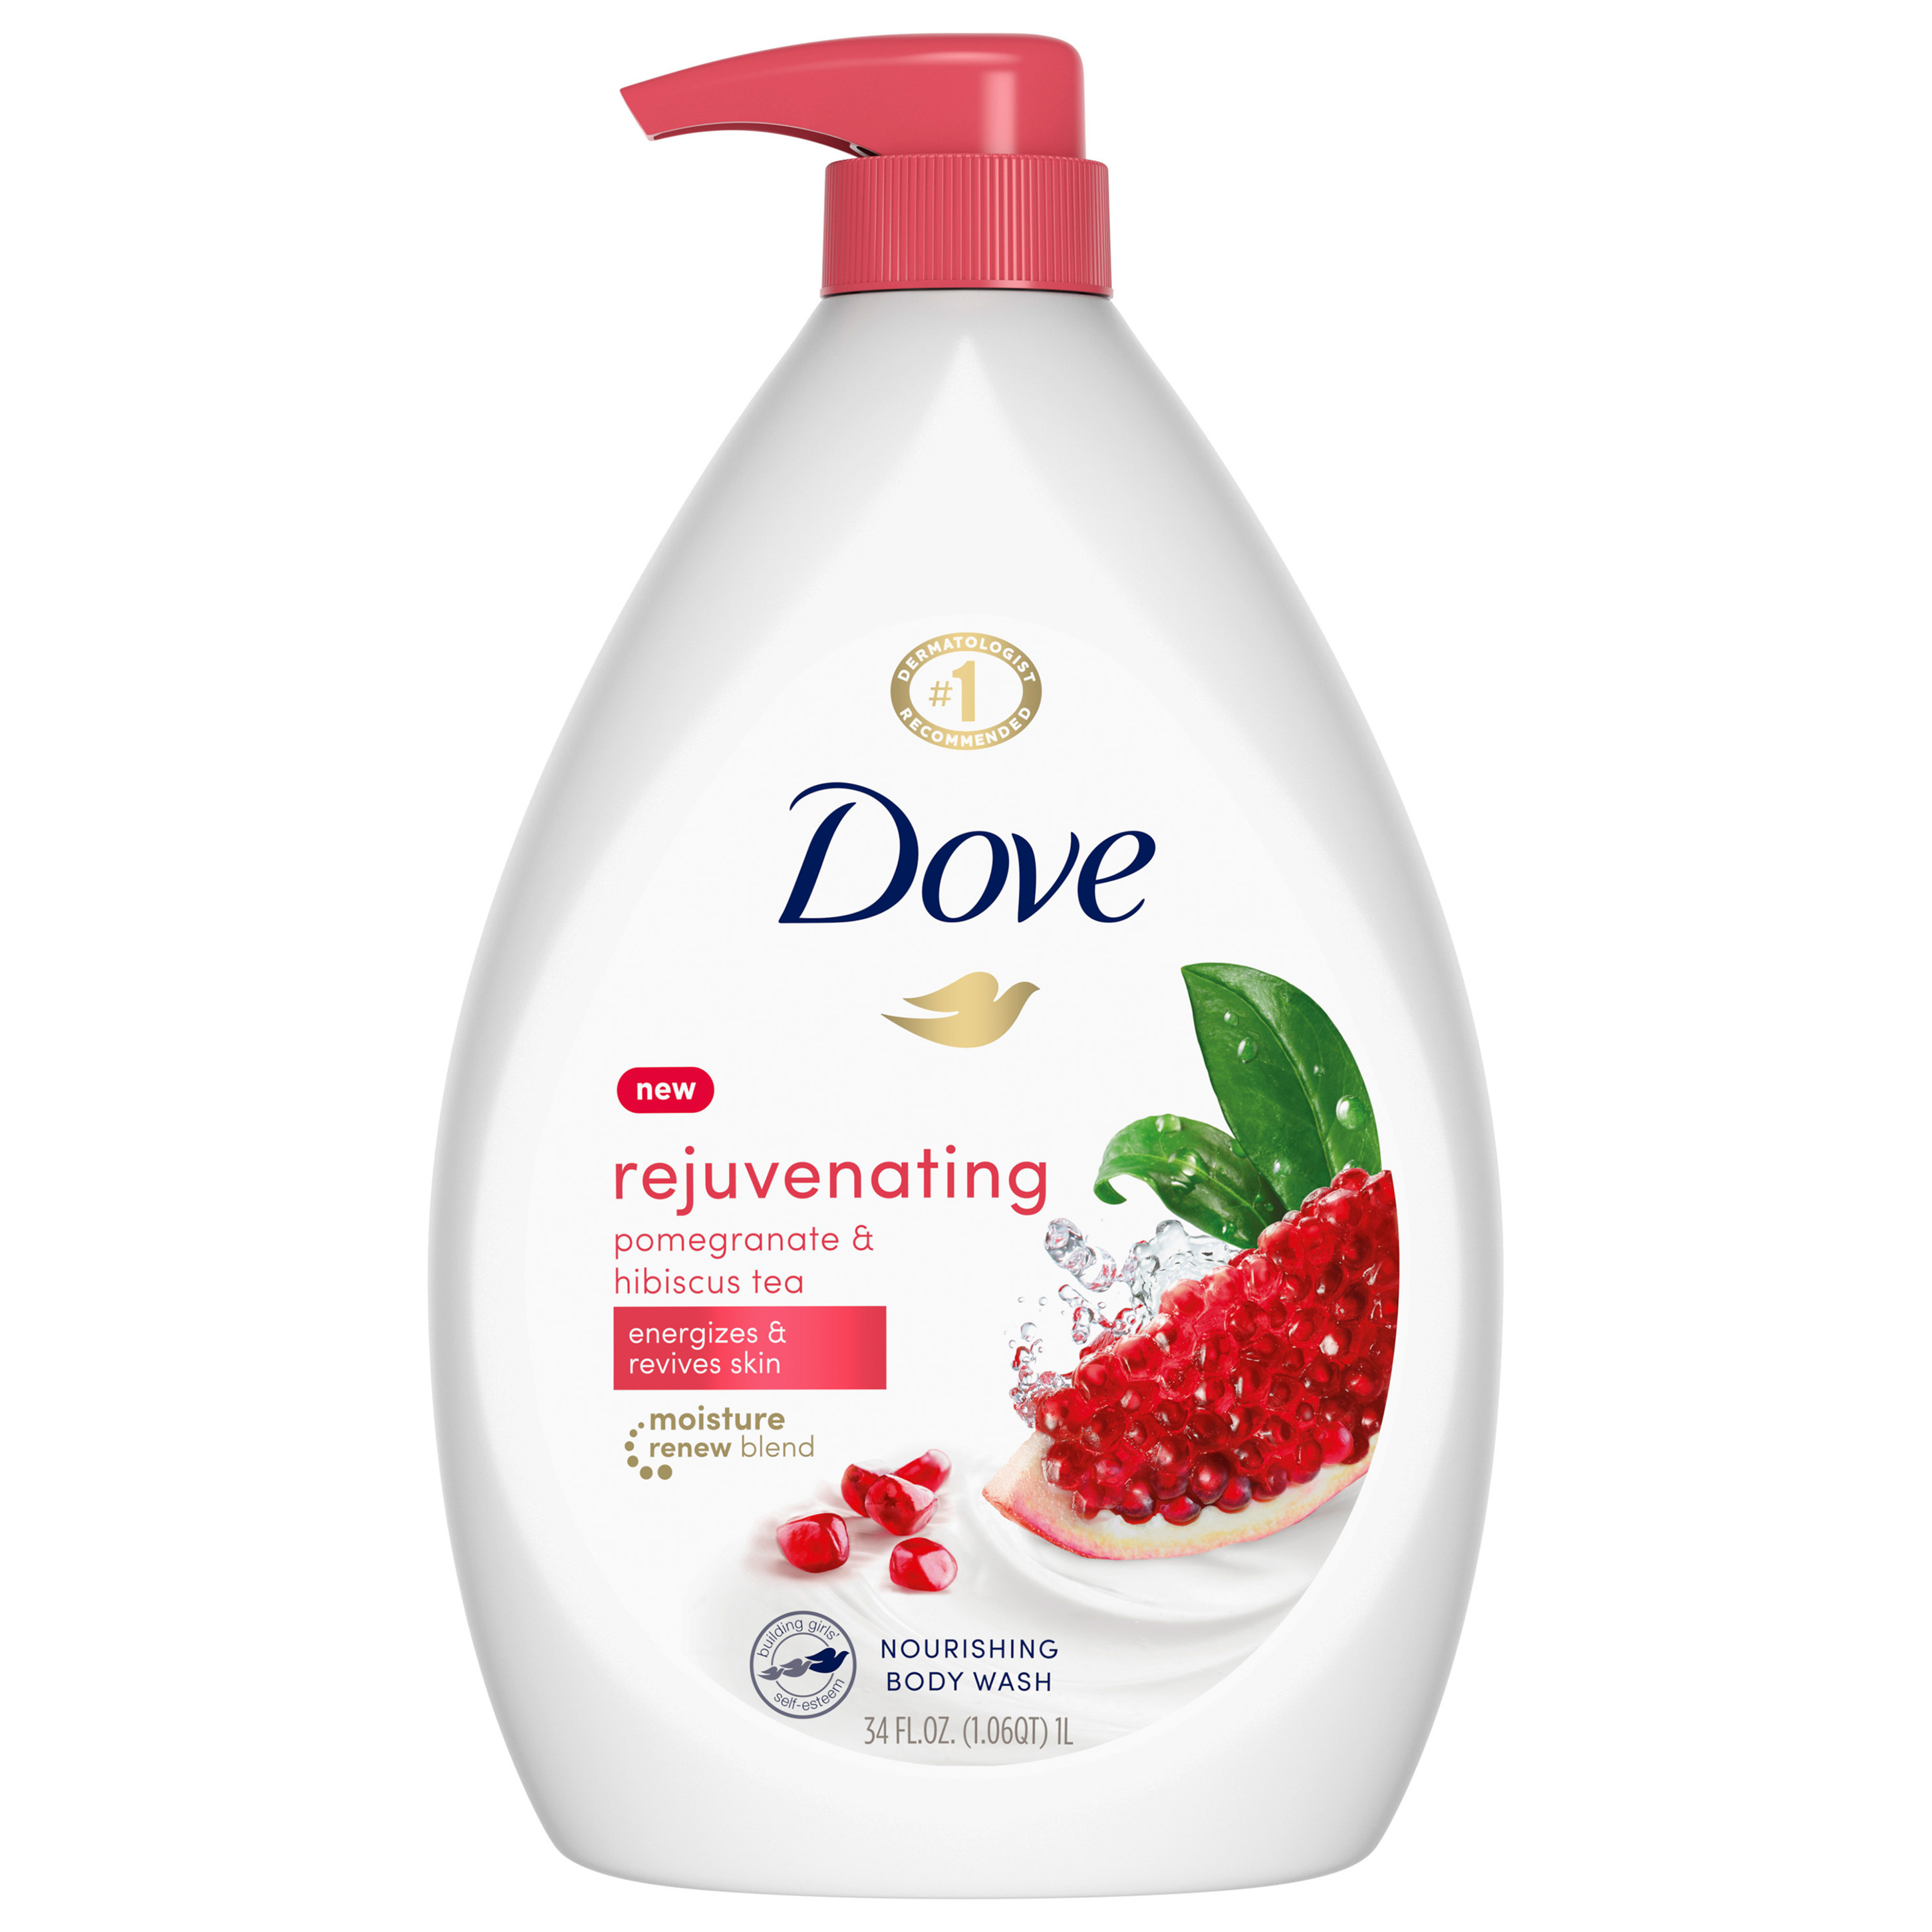 DERMATOLOGIST
#1
RECOMMENDED
Dove
new
rejuvenating
pomegranate &
hibiscus tea
energizes &
revives skin
moisture
renew blend
building girls'
self-esteem
NOURISHING
BODY WASH
34 FL.OZ. (1.06QT) 1L